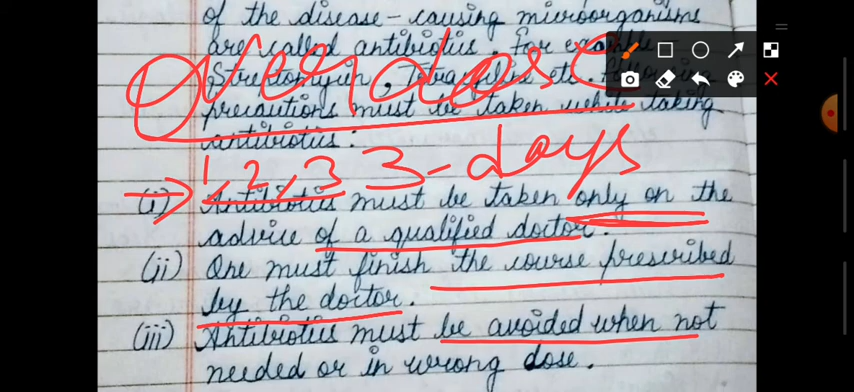 of the disease - causing microorganisms
are called antibiotics. For example
Streptomycin, etc.
precautions must be taken while taking
antibiotics :
overdose
1, 2, 3 3-days
(i) Antibiotics must be taken only on the
advice of a qualified doctor.
(ii) One must finish the course prescribed
by the doctor.
(iii) Antibiotics must be avoided when not
needed or in wrong dose.